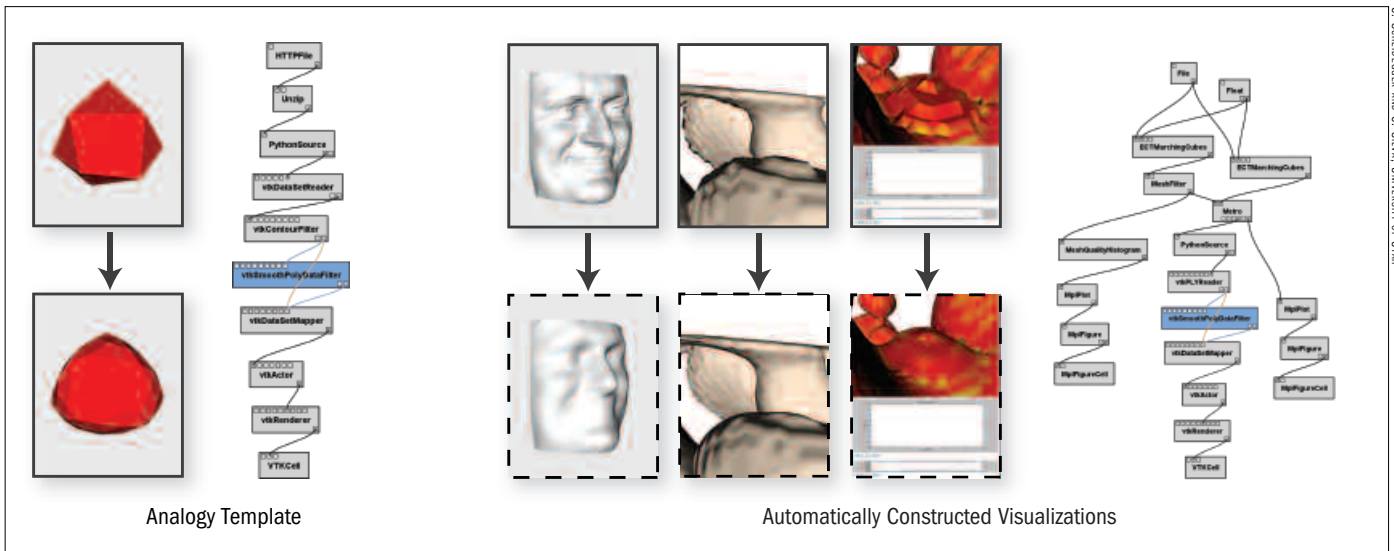 HTTPFile
Unzip
PythonSource
vtkDataSetReader
vtkContourFilter
vtkSmoothPolyDataFilter
vtkDataSetMapper
vtkActor
vtkRenderer
VTKCell
Analogy Template
File
Float
ECTMarchingCubes
ECTMarchingCubes
MeshFilter
Metro
MeshQualityHistogram
PythonSource
vtkPLYReader
MplPlot
MplPlot
vtkSmoothPolyDataFilter
MplFigure
vtkDataSetMapper
MplFigure
MplFigureCell
vtkActor
MplFigureCell
vtkRenderer
VTKCell
Automatically Constructed Visualizations